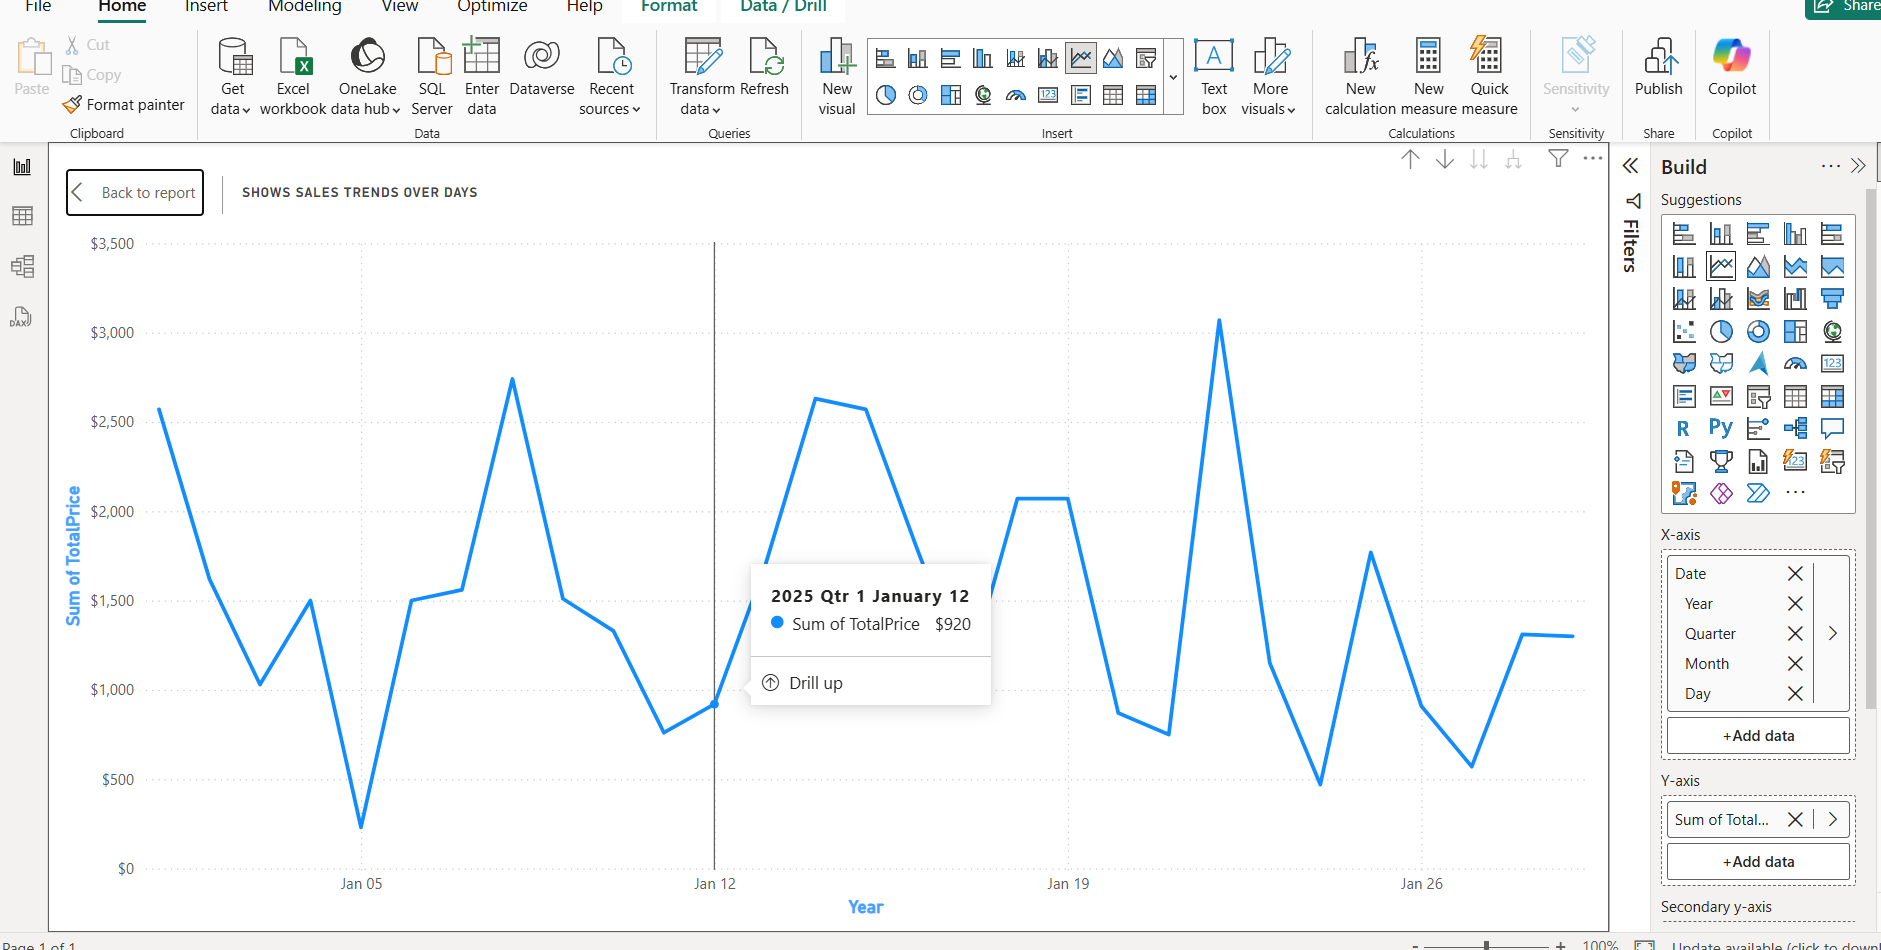 File Home Insert Modeling View Optimize Help Format Data / Drill Share
Paste
Cut
Copy
Format painter
Clipboard
Get data
Excel workbook
OneLake data hub
SQL Server
Enter data
Dataverse
Recent sources
Data
Transform data
Refresh
Queries
New visual
123
A
Text box
More visuals
Insert
New calculation
New measure
Quick measure
Calculations
Sensitivity
Sensitivity
Publish
Share
Copilot
Copilot
DAX
Back to report
SHOWS SALES TRENDS OVER DAYS
Sum of TotalPrice
$3,500
$3,000
$2,500
$2,000
$1,500
$1,000
$500
$0
2025 Qtr 1 January 12
Sum of TotalPrice $920
Drill up
Jan 05 Jan 12 Jan 19 Jan 26
Year
Filters
Build
Suggestions
123
R Py
123
X-axis
Date
Year
Quarter
Month
Day
+Add data
Y-axis
Sum of Total...
+Add data
Secondary y-axis
Page 1 of 1
- + 100%
Update available (click to downl